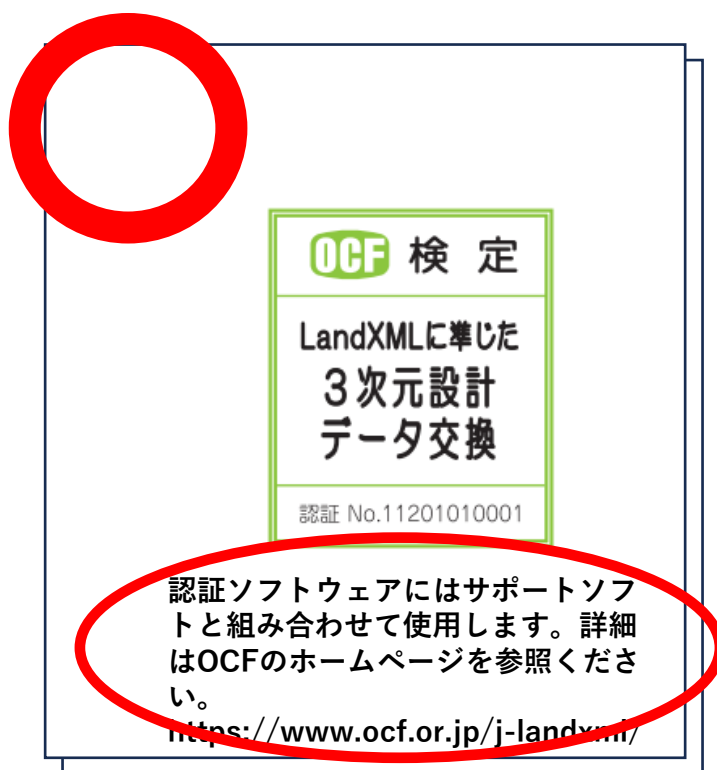 OCF 検定
LandXMLに準じた
3次元設計
データ交換
認証 No.11201010001
認証ソフトウェアにはサポートソフ
トと組み合わせて使用します。詳細
はOCFのホームページを参照くださ
い。
https://www.ocf.or.jp/j-landxml/